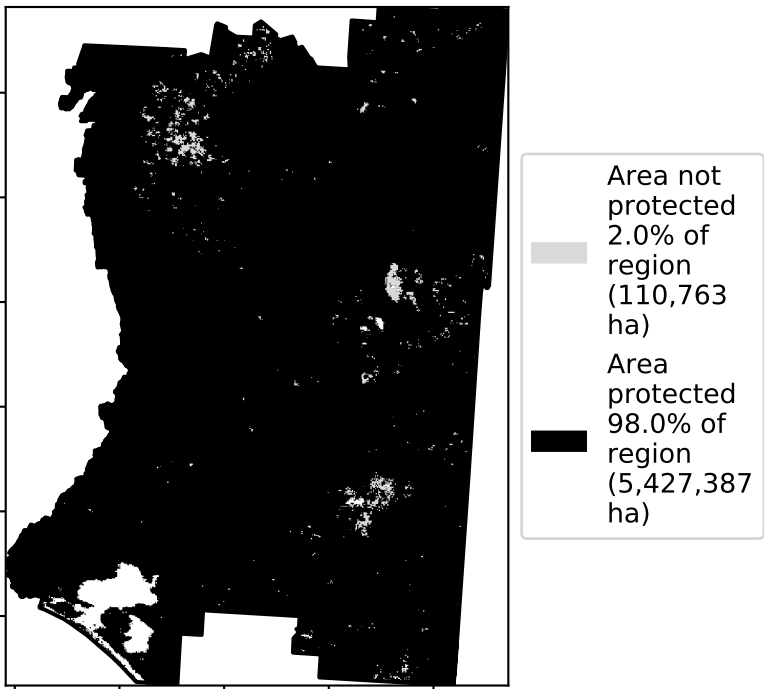 Area not
protected
2.0% of
region
(110,763
ha)
Area
protected
98.0% of
region
(5,427,387
ha)